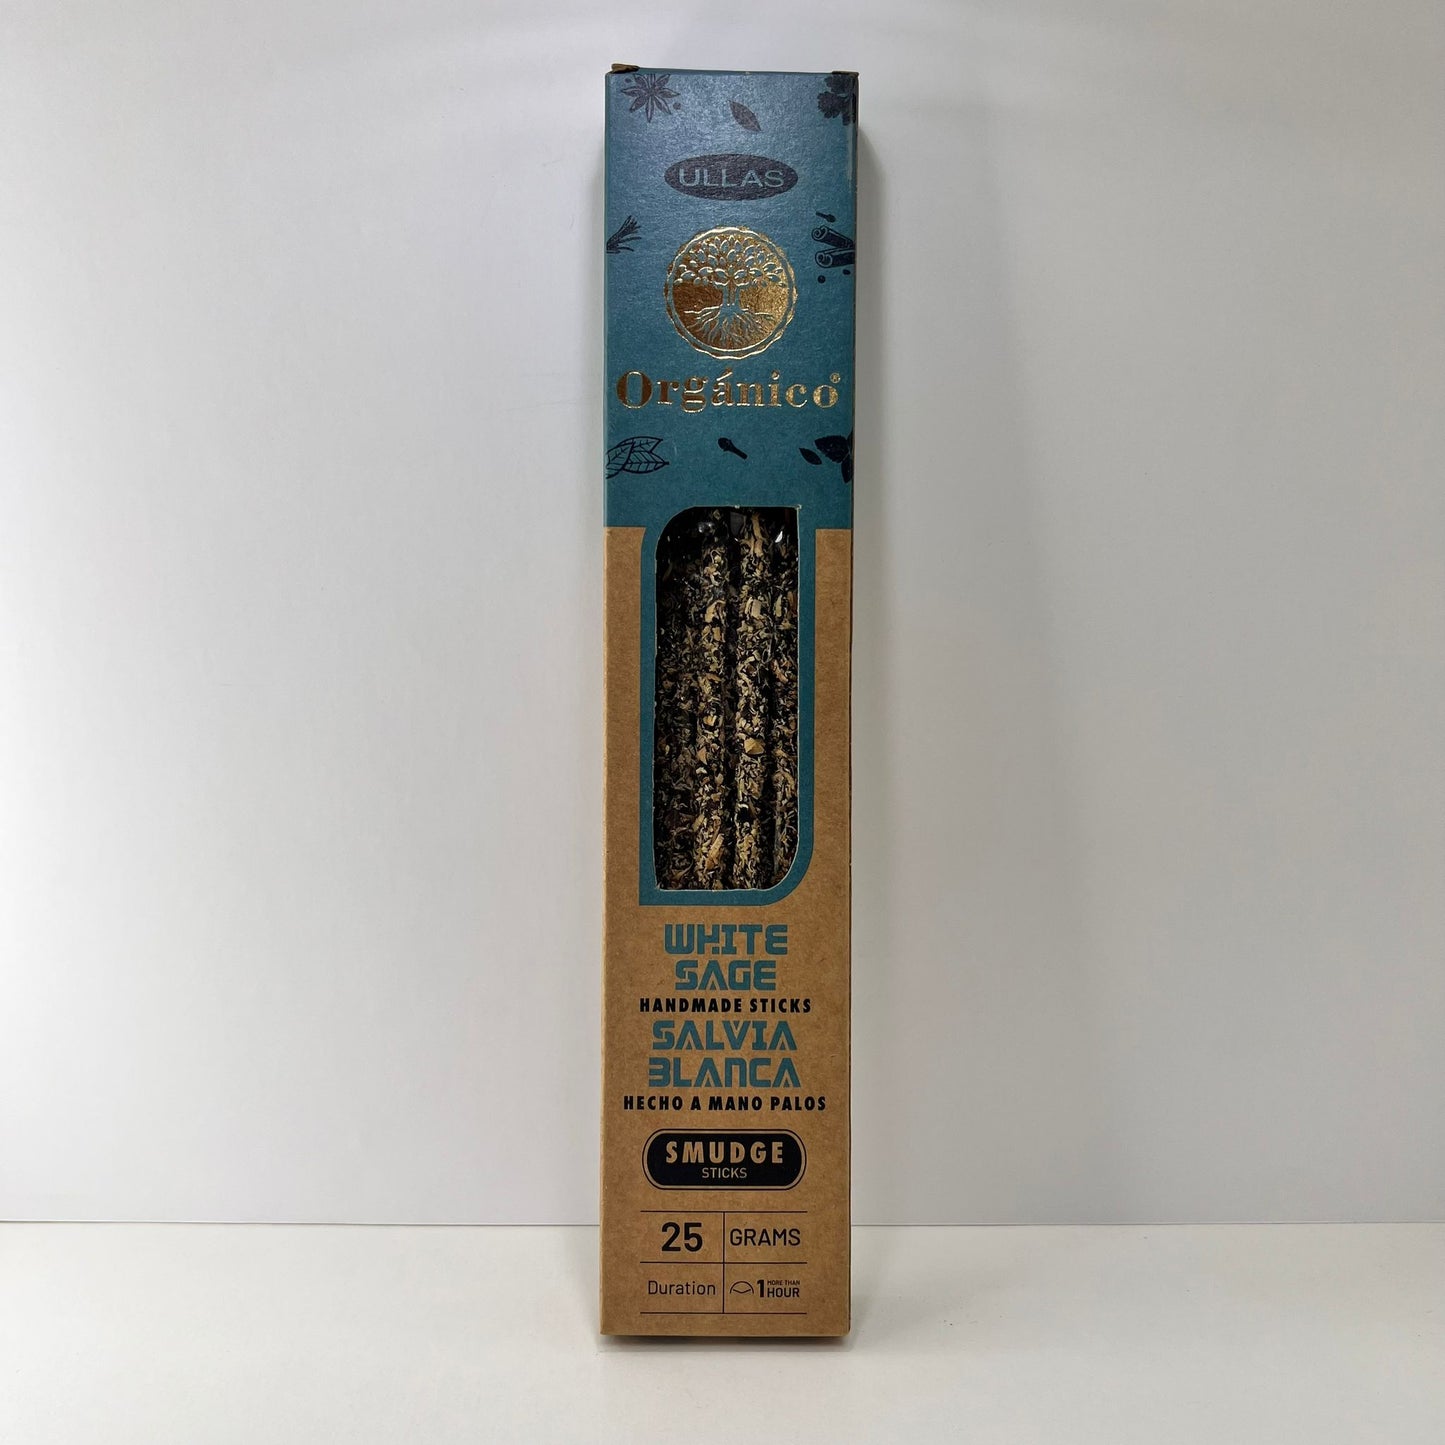 ULLAS
Orgánico®
WHITE
SAGE
HANDMADE STICKS
SALVIA
BLANCA
HECHO A MANO PALOS
SMUDGE
STICKS
25 GRAMS
Duration 1 MORE THAN HOUR